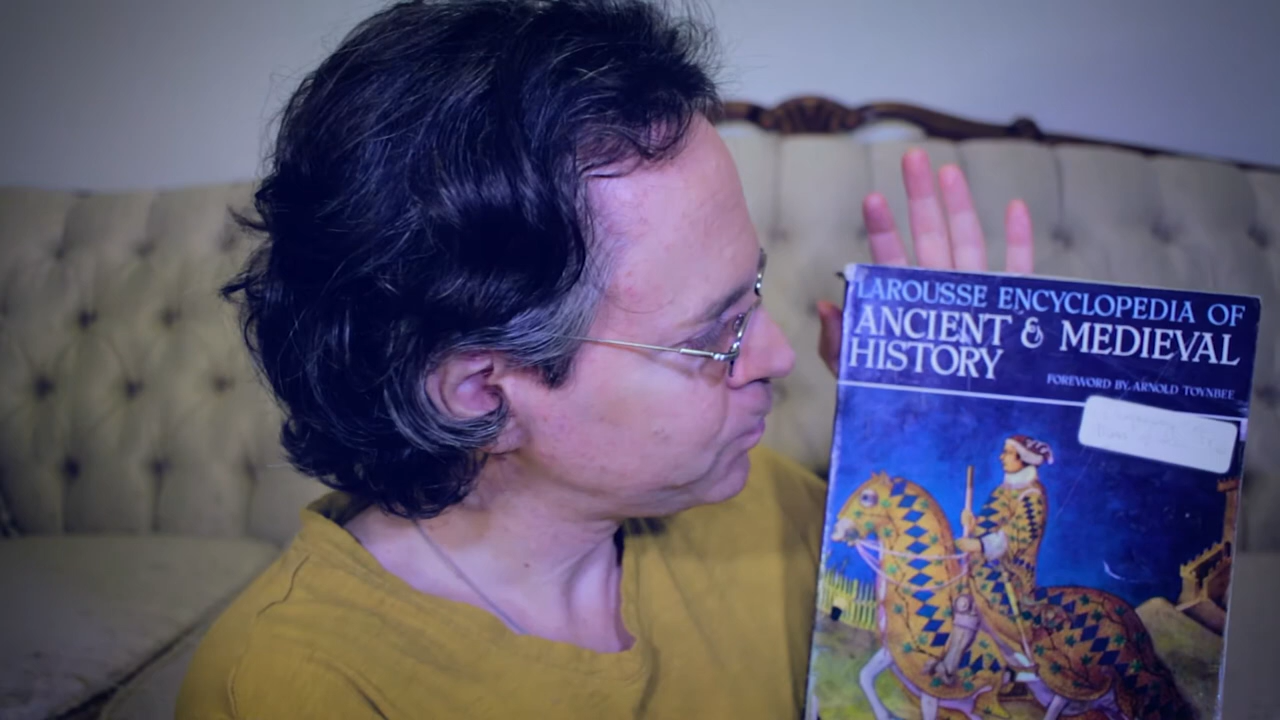 LAROUSSE ENCYCLOPEDIA OF
ANCIENT & MEDIEVAL
HISTORY
FOREWORD BY ARNOLD TOYNBEE